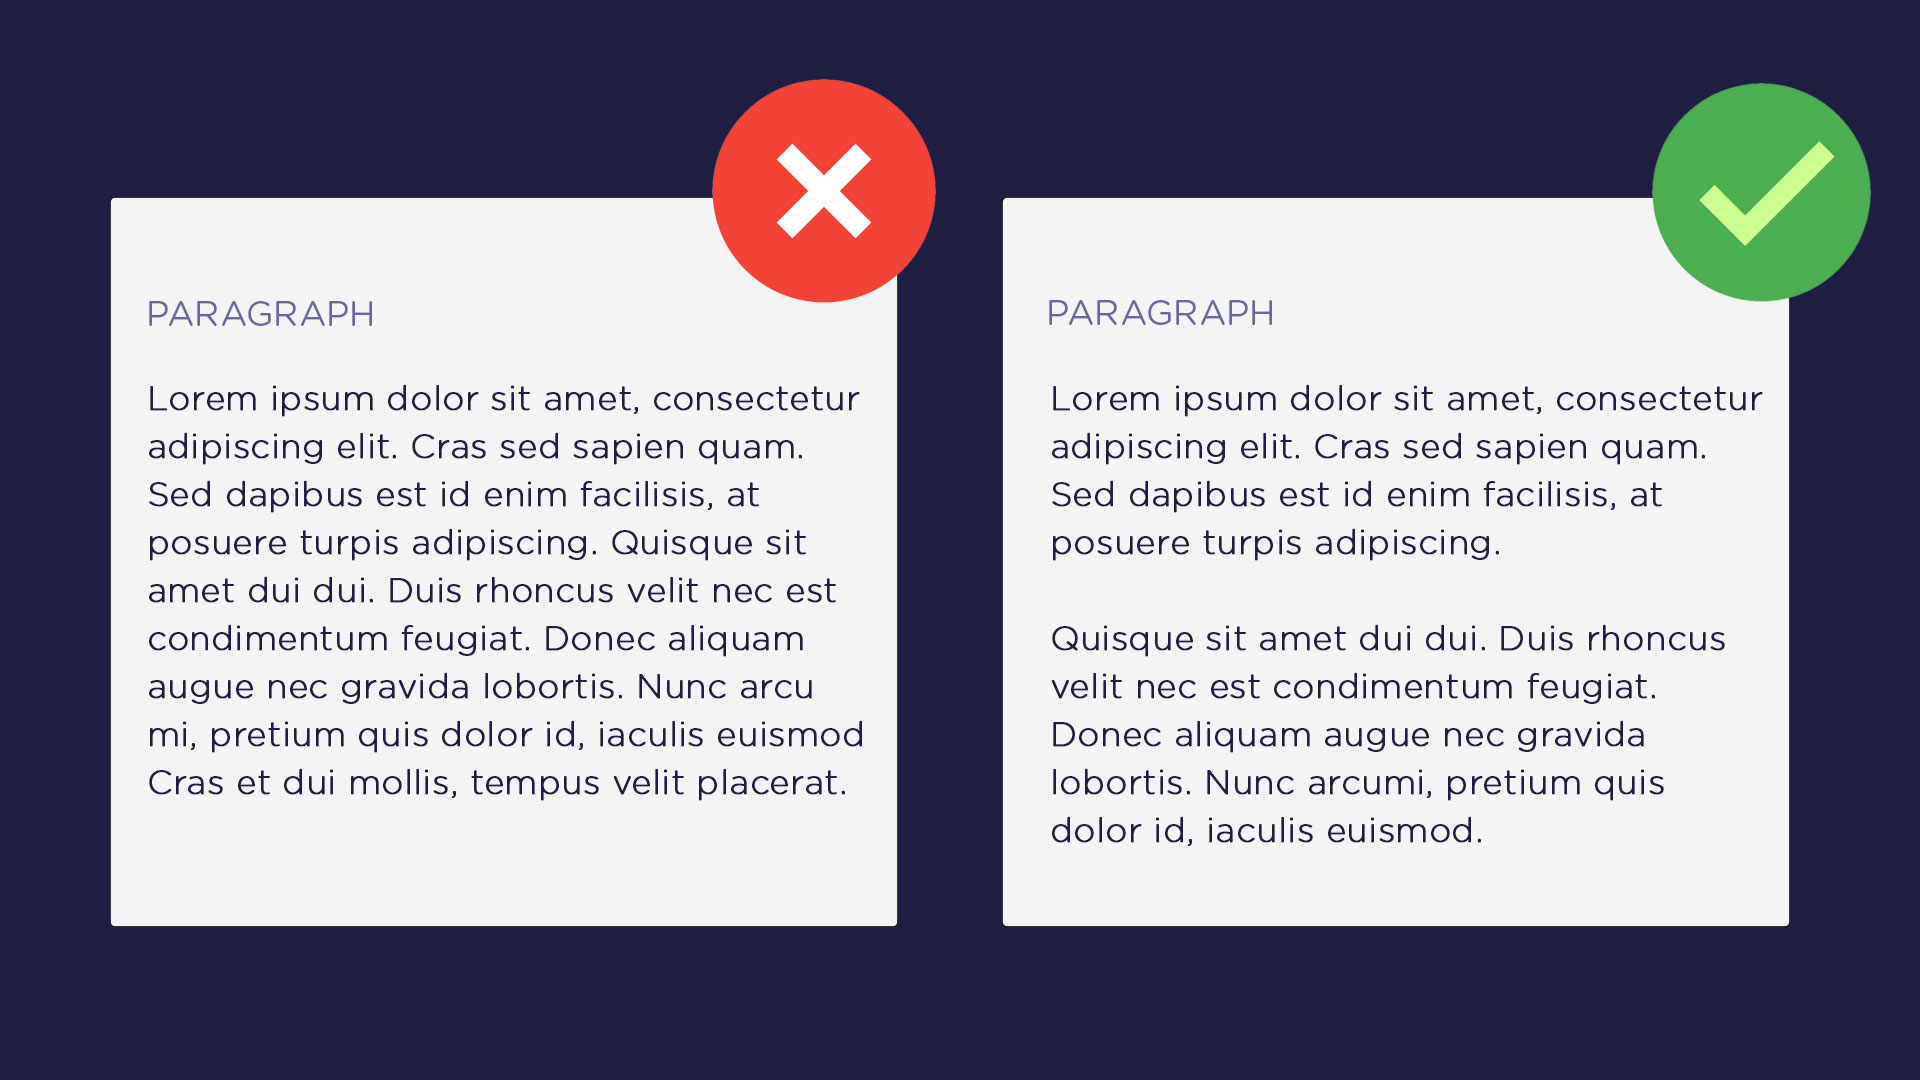 PARAGRAPH
Lorem ipsum dolor sit amet, consectetur
adipiscing elit. Cras sed sapien quam.
Sed dapibus est id enim facilisis, at
posuere turpis adipiscing. Quisque sit
amet dui dui. Duis rhoncus velit nec est
condimentum feugiat. Donec aliquam
augue nec gravida lobortis. Nunc arcu
mi, pretium quis dolor id, iaculis euismod
Cras et dui mollis, tempus velit placerat.
PARAGRAPH
Lorem ipsum dolor sit amet, consectetur
adipiscing elit. Cras sed sapien quam.
Sed dapibus est id enim facilisis, at
posuere turpis adipiscing.
Quisque sit amet dui dui. Duis rhoncus
velit nec est condimentum feugiat.
Donec aliquam augue nec gravida
lobortis. Nunc arcumi, pretium quis
dolor id, iaculis euismod.